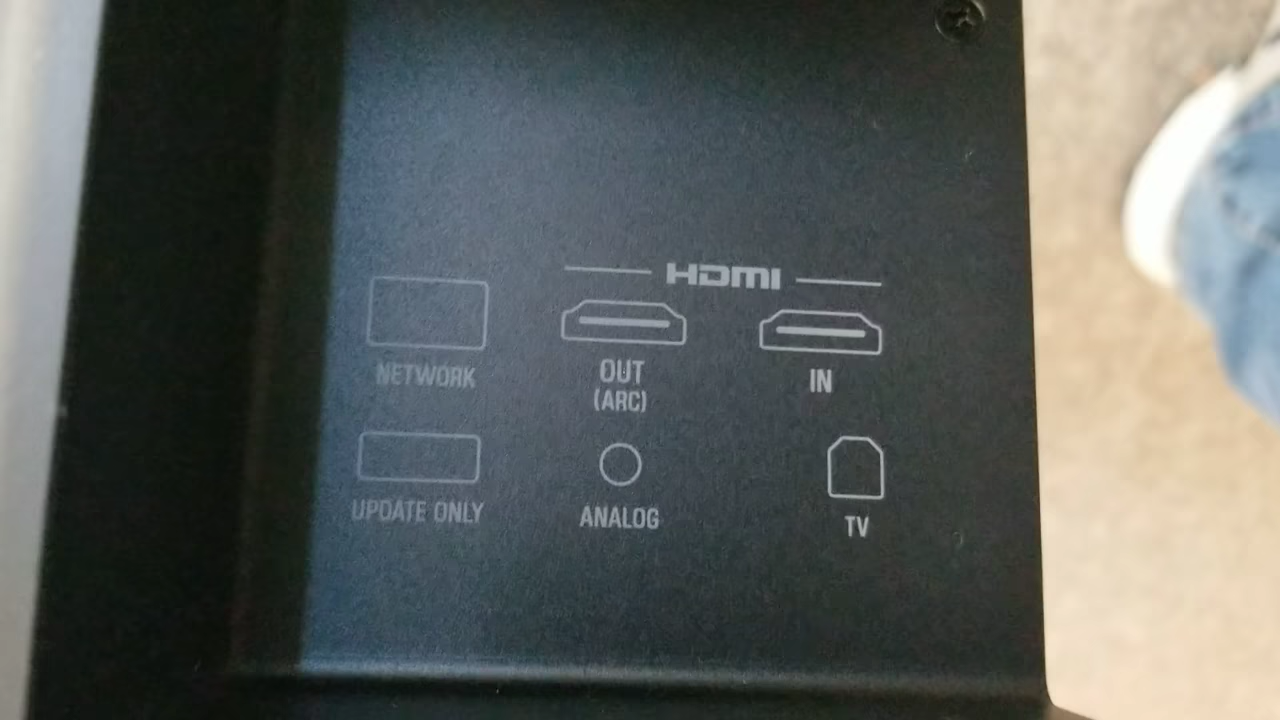 HDMI
NETWORK
OUT
(ARC)
IN
UPDATE ONLY
ANALOG
TV